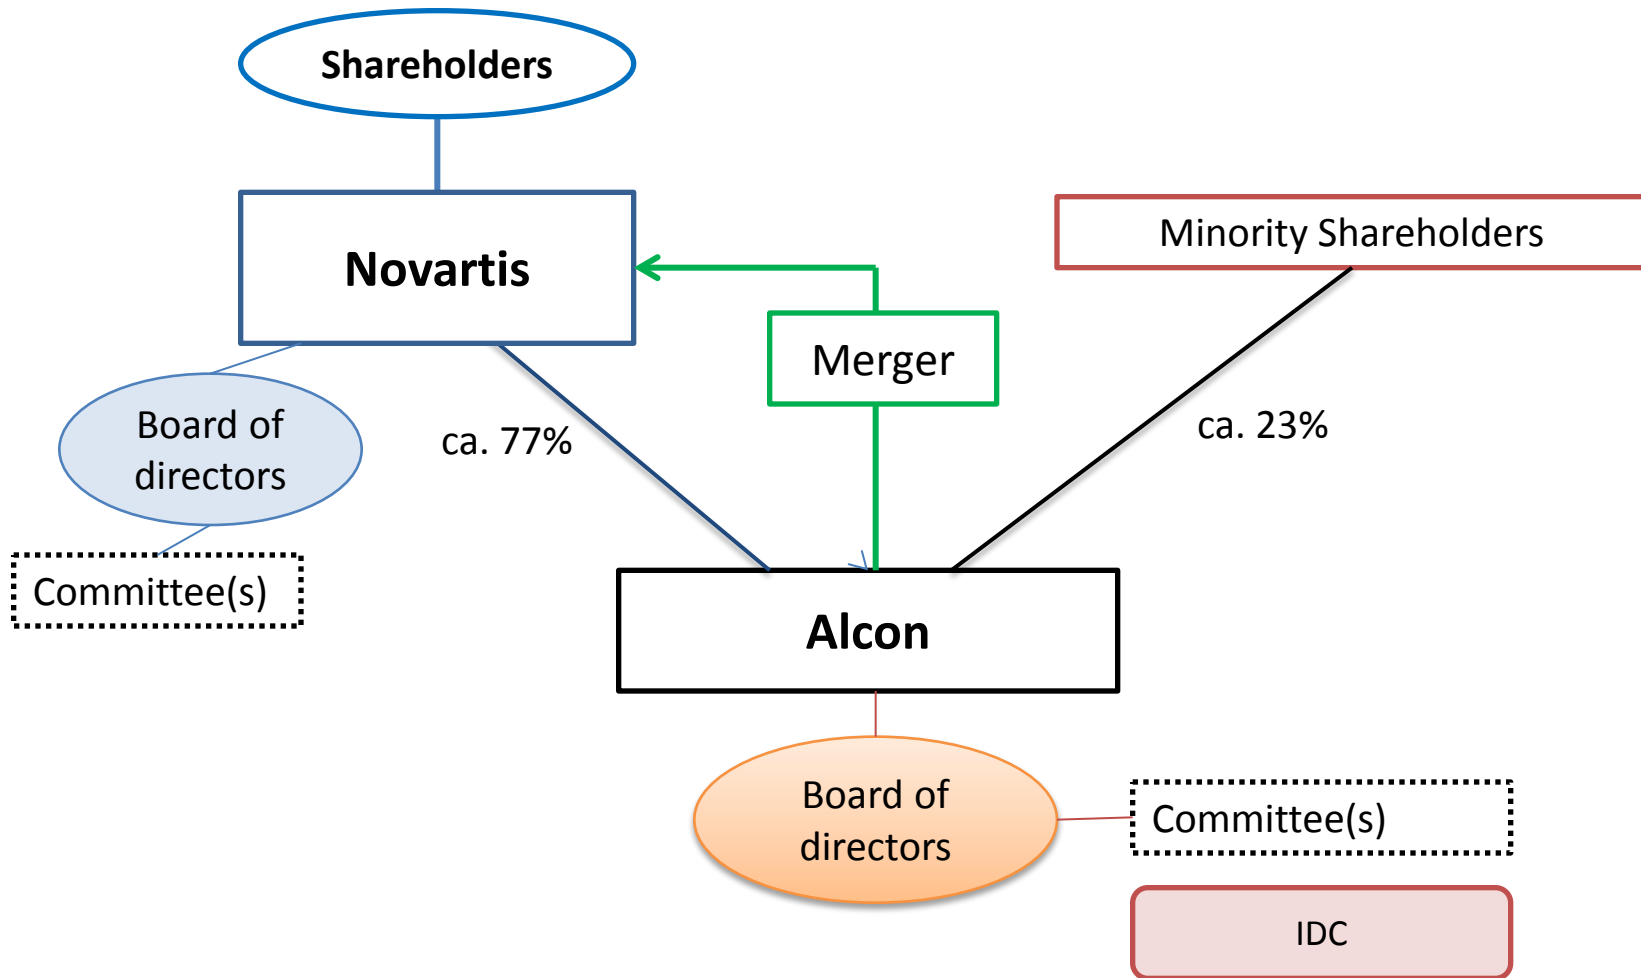 Shareholders
Novartis
Minority Shareholders
Merger
Board of
directors
ca. 77%
ca. 23%
Committee(s)
Alcon
Board of
directors
Committee(s)
IDC